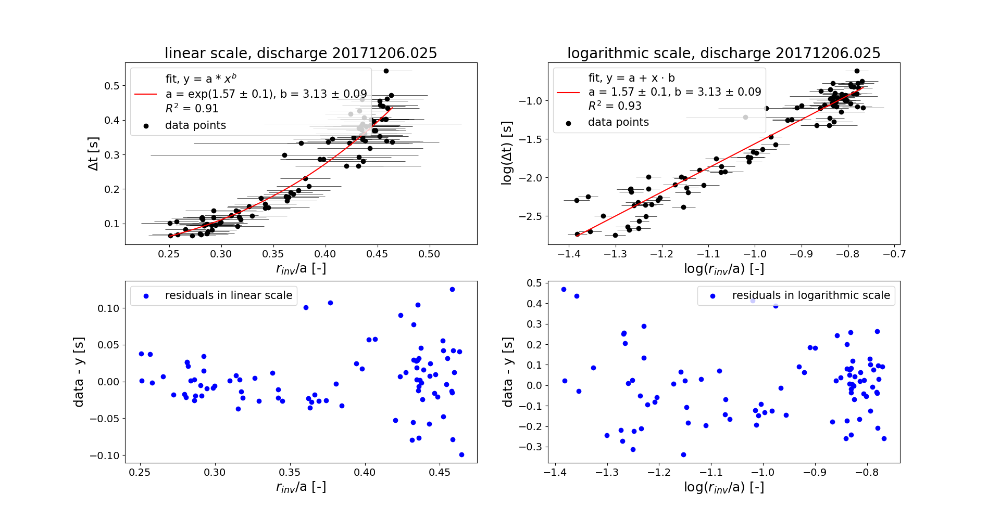 linear scale, discharge 20171206.025
fit, y = a * x^b
a = exp(1.57 ± 0.1), b = 3.13 ± 0.09
R² = 0.91
data points
0.5
0.4
0.3
0.2
0.1
Δt [s]
0.25 0.30 0.35 0.40 0.45 0.50
r_inv/a [-]
logarithmic scale, discharge 20171206.025
fit, y = a + x · b
a = 1.57 ± 0.1, b = 3.13 ± 0.09
R² = 0.93
data points
−1.0
−1.5
−2.0
−2.5
log(Δt) [s]
−1.4 −1.3 −1.2 −1.1 −1.0 −0.9 −0.8 −0.7
log(r_inv/a) [-]
residuals in linear scale
0.10
0.05
0.00
−0.05
−0.10
data - y [s]
0.25 0.30 0.35 0.40 0.45
r_inv/a [-]
residuals in logarithmic scale
0.5
0.4
0.3
0.2
0.1
0.0
−0.1
−0.2
−0.3
data - y [s]
−1.4 −1.3 −1.2 −1.1 −1.0 −0.9 −0.8
log(r_inv/a) [-]